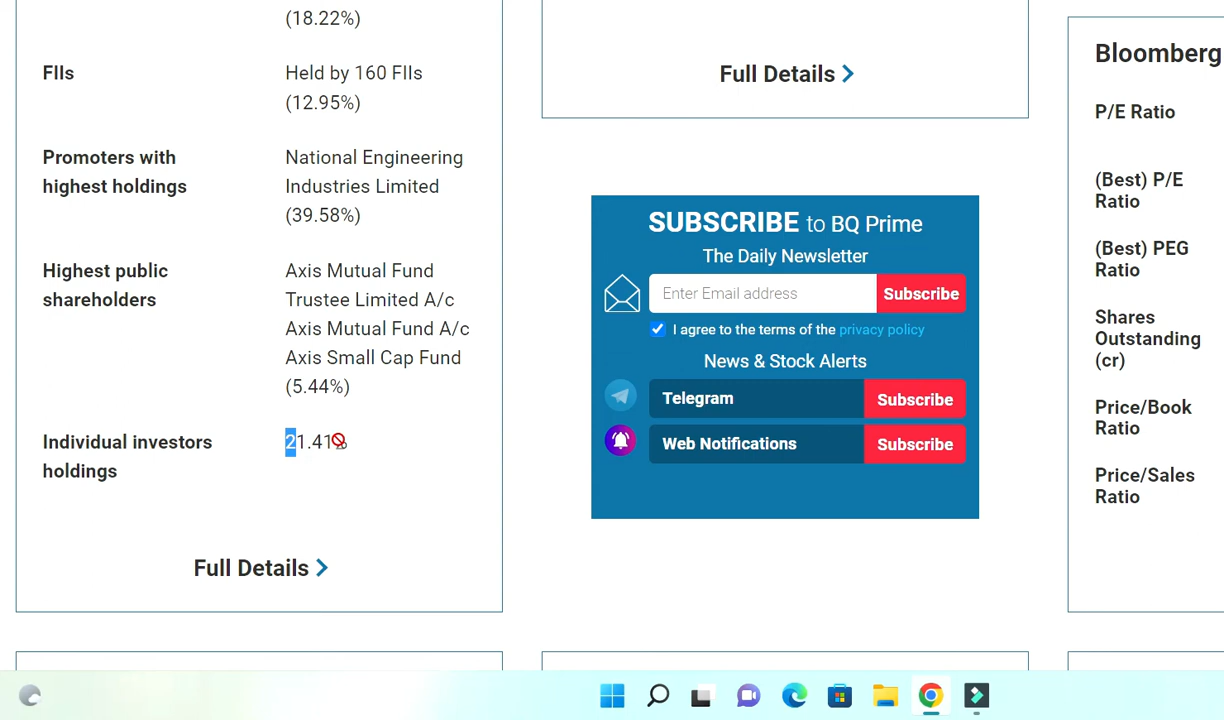 (18.22%)
FIIs
Held by 160 FIIs
(12.95%)
Promoters with
highest holdings
National Engineering
Industries Limited
(39.58%)
Highest public
shareholders
Axis Mutual Fund
Trustee Limited A/c
Axis Mutual Fund A/c
Axis Small Cap Fund
(5.44%)
Individual investors
holdings
21.41%
Full Details
Full Details
SUBSCRIBE to BQ Prime
The Daily Newsletter
Enter Email address
Subscribe
I agree to the terms of the privacy policy
News & Stock Alerts
Telegram
Subscribe
Web Notifications
Subscribe
Bloomberg
P/E Ratio
(Best) P/E
Ratio
(Best) PEG
Ratio
Shares
Outstanding
(cr)
Price/Book
Ratio
Price/Sales
Ratio